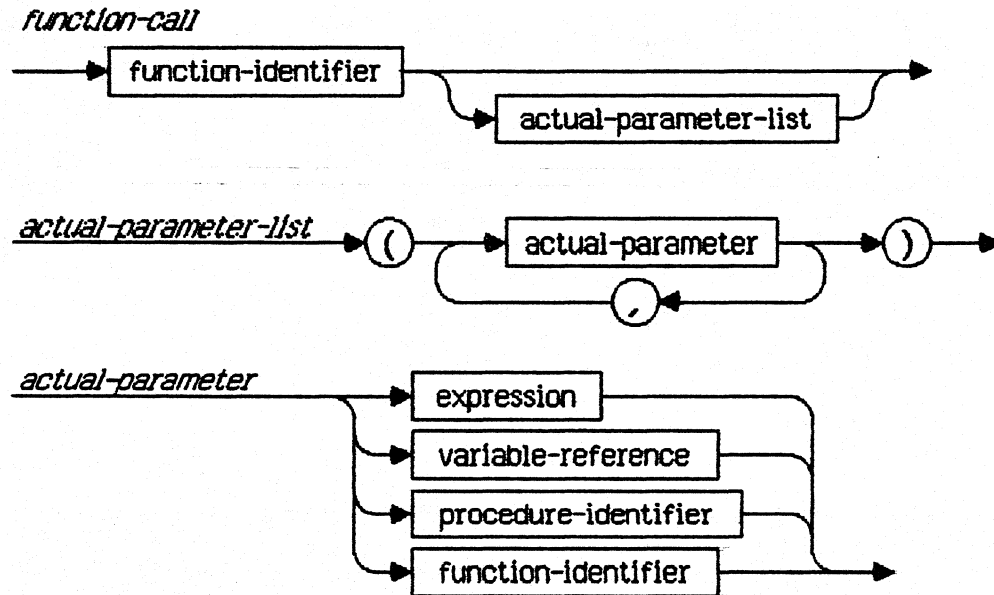 function-call
function-identifier
actual-parameter-list
actual-parameter-list ( actual-parameter )
,
actual-parameter
expression
variable-reference
procedure-identifier
function-identifier